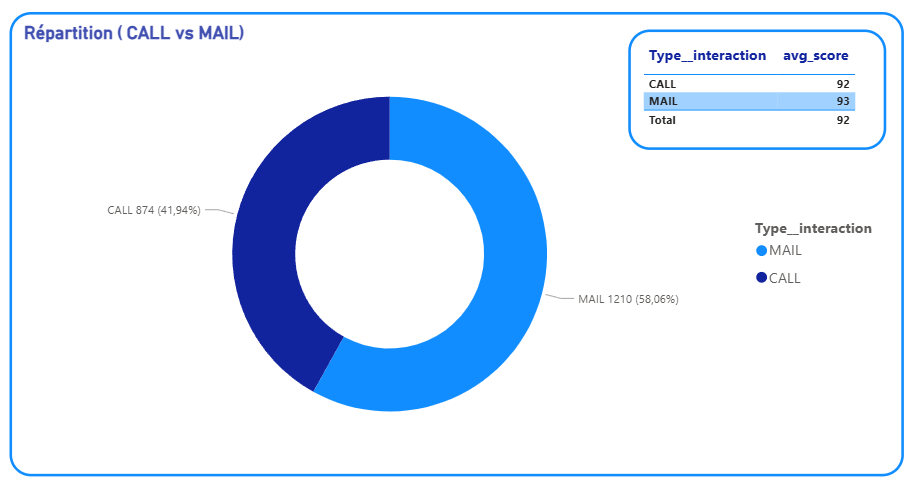 Répartition ( CALL vs MAIL)
Type__interaction avg_score
CALL 92
MAIL 93
Total 92
CALL 874 (41,94%)
MAIL 1210 (58,06%)
Type__interaction
MAIL
CALL